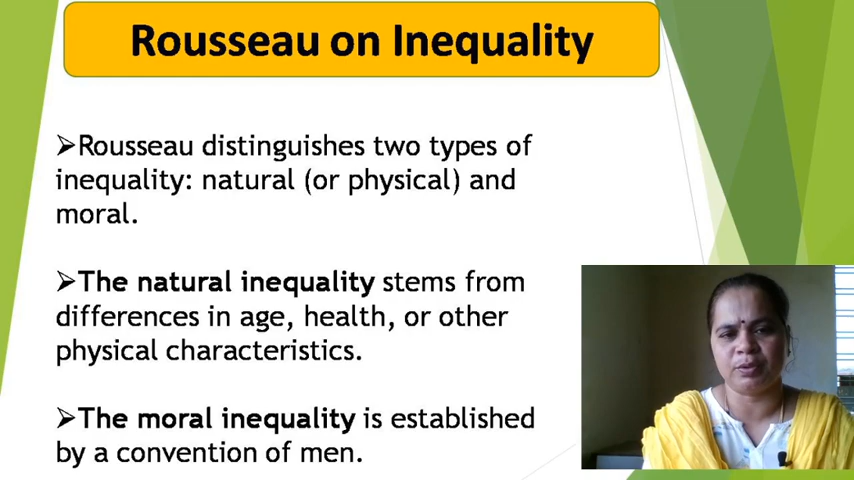 Rousseau on Inequality
➢Rousseau distinguishes two types of
inequality: natural (or physical) and
moral.
➢The natural inequality stems from
differences in age, health, or other
physical characteristics.
➢The moral inequality is established
by a convention of men.